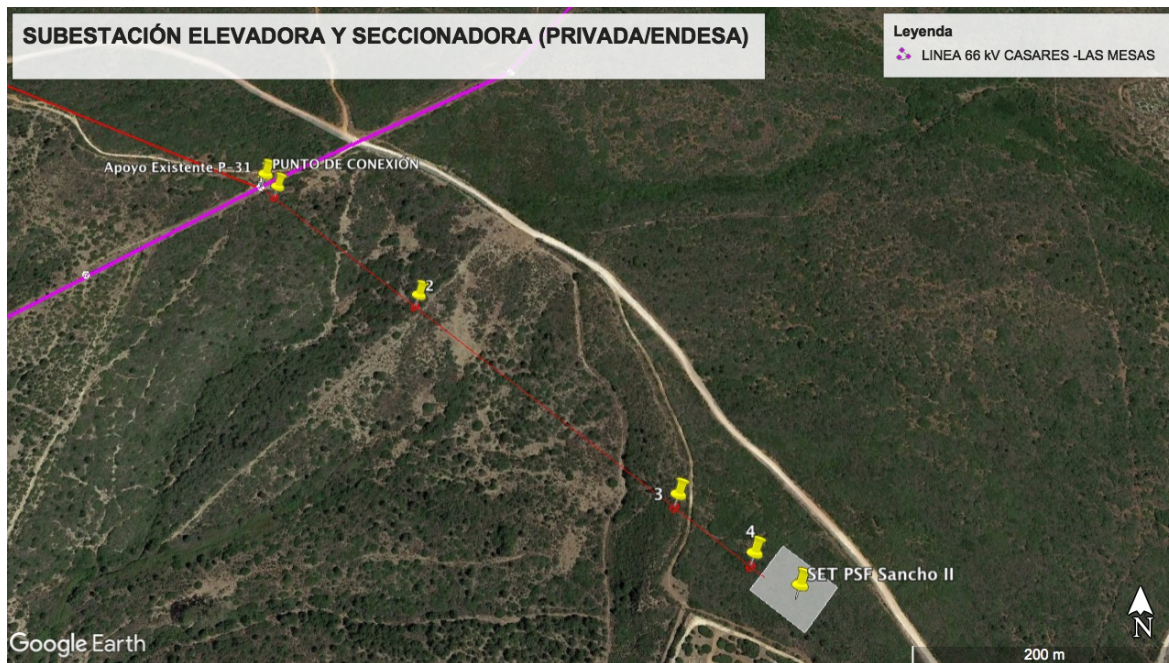 SUBESTACIÓN ELEVADORA Y SECCIONADORA (PRIVADA/ENDESA)
Leyenda
LINEA 66 kV CASARES -LAS MESAS
Apoyo Existente P-31
PUNTO DE CONEXIÓN
2
3
4
SET PSF Sancho II
Google Earth
N
200 m